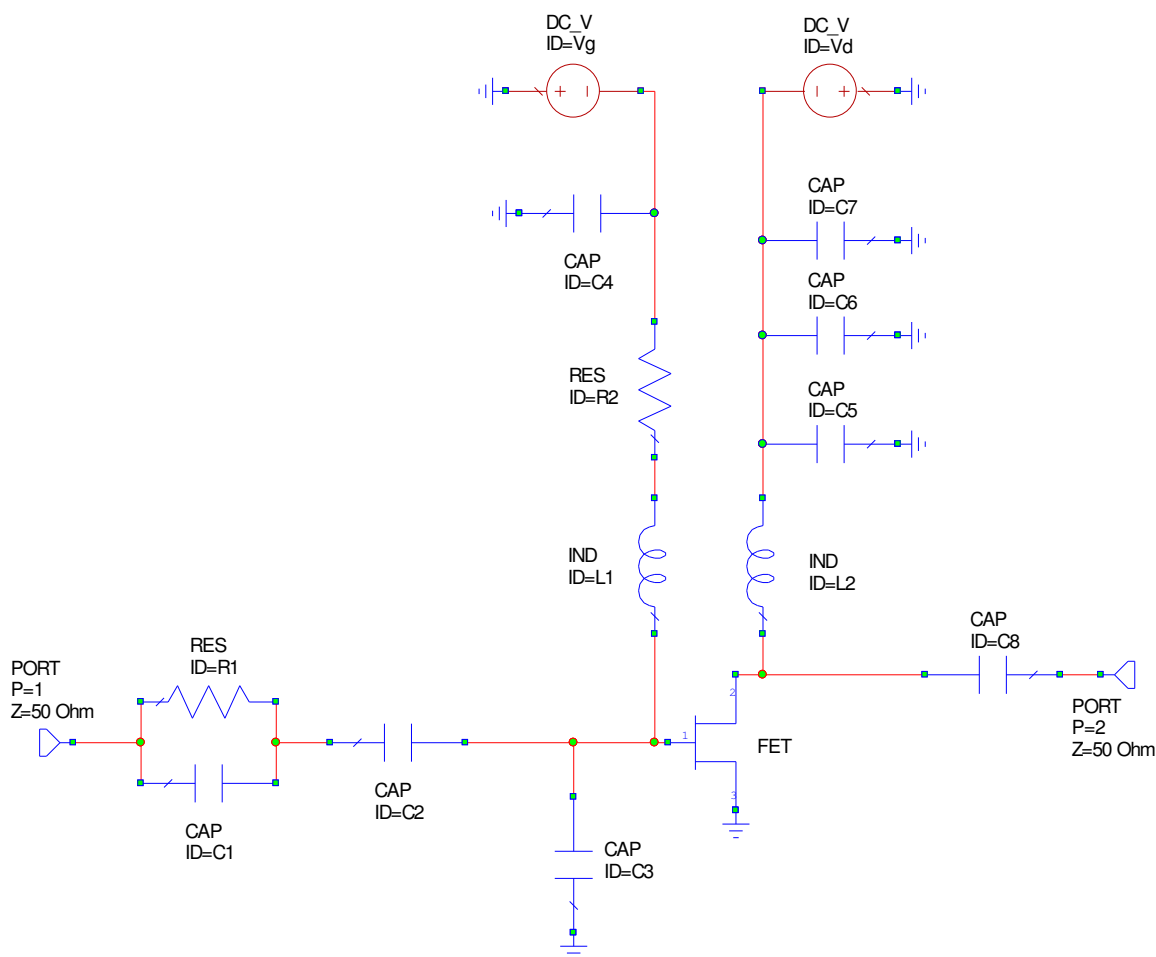 DC_V
ID=Vg
DC_V
ID=Vd
CAP
ID=C7
CAP
ID=C4
CAP
ID=C6
RES
ID=R2
CAP
ID=C5
IND
ID=L1
IND
ID=L2
CAP
ID=C8
RES
ID=R1
PORT
P=1
Z=50 Ohm
2
PORT
P=2
Z=50 Ohm
1
FET
3
CAP
ID=C2
CAP
ID=C1
CAP
ID=C3